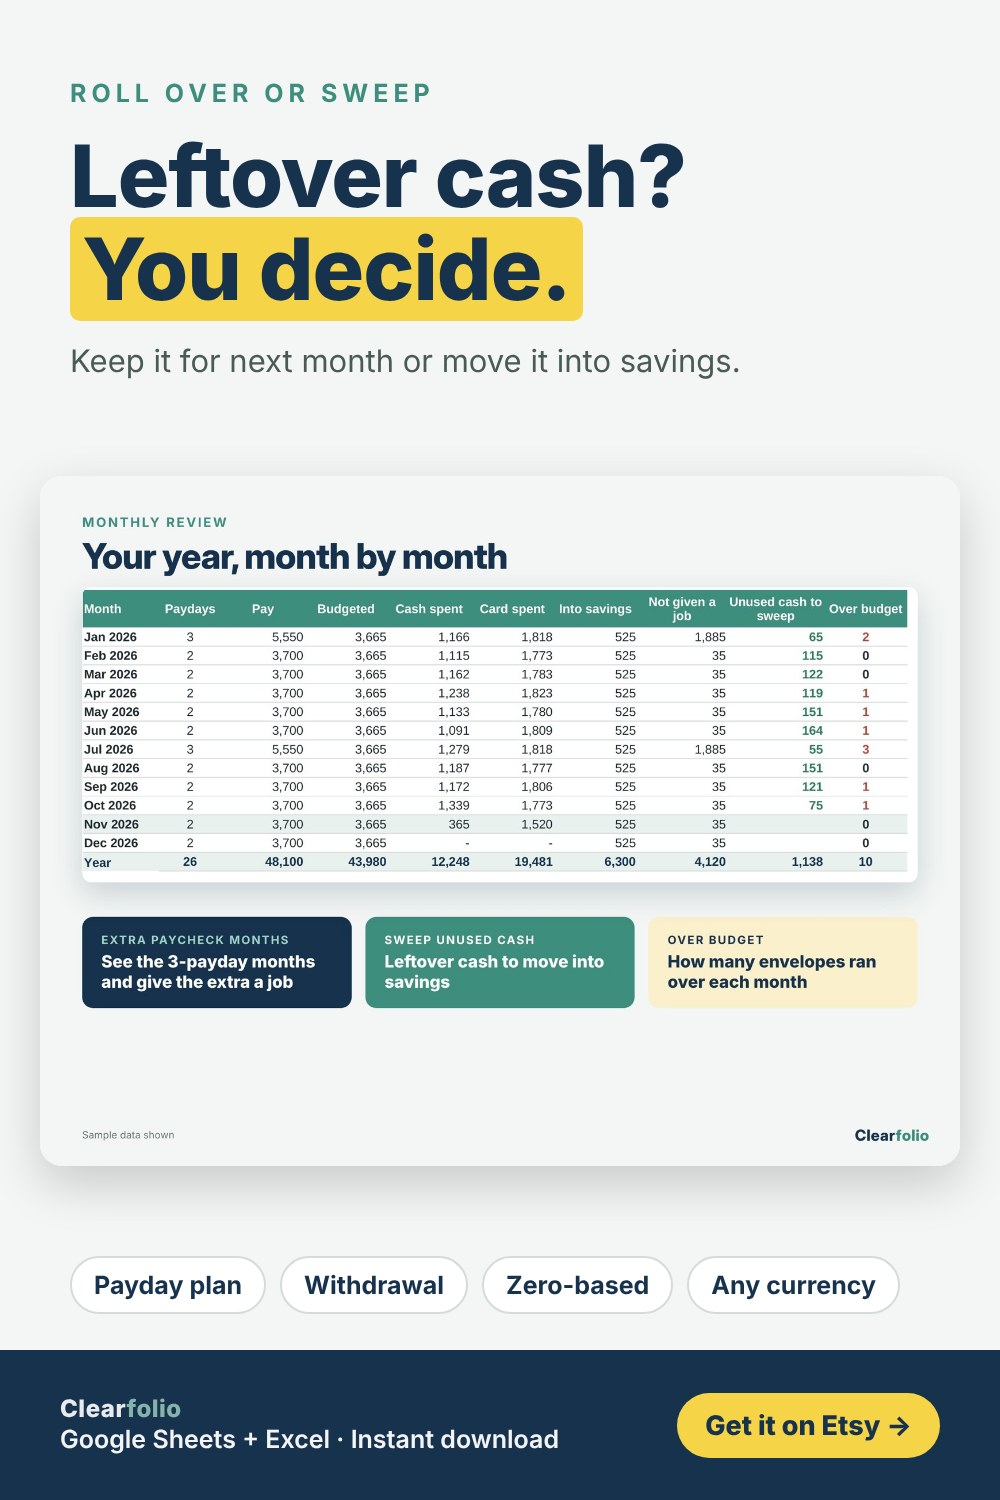 ROLL OVER OR SWEEP
Leftover cash?
You decide.
Keep it for next month or move it into savings.
MONTHLY REVIEW
Your year, month by month
Month Paydays Pay Budgeted Cash spent Card spent Into savings Not given a job Unused cash to sweep Over budget
Jan 2026 3 5,550 3,665 1,166 1,818 525 1,885 65 2
Feb 2026 2 3,700 3,665 1,115 1,773 525 35 115 0
Mar 2026 2 3,700 3,665 1,162 1,783 525 35 122 0
Apr 2026 2 3,700 3,665 1,238 1,823 525 35 119 1
May 2026 2 3,700 3,665 1,133 1,780 525 35 151 1
Jun 2026 2 3,700 3,665 1,091 1,809 525 35 164 1
Jul 2026 3 5,550 3,665 1,279 1,818 525 1,885 55 3
Aug 2026 2 3,700 3,665 1,187 1,777 525 35 151 0
Sep 2026 2 3,700 3,665 1,172 1,806 525 35 121 1
Oct 2026 2 3,700 3,665 1,339 1,773 525 35 75 1
Nov 2026 2 3,700 3,665 365 1,520 525 35 0
Dec 2026 2 3,700 3,665 - - 525 35 0
Year 26 48,100 43,980 12,248 19,481 6,300 4,120 1,138 10
EXTRA PAYCHECK MONTHS
See the 3-payday months
and give the extra a job
SWEEP UNUSED CASH
Leftover cash to move into
savings
OVER BUDGET
How many envelopes ran
over each month
Sample data shown
Clearfolio
Payday plan
Withdrawal
Zero-based
Any currency
Clearfolio
Google Sheets + Excel · Instant download
Get it on Etsy →